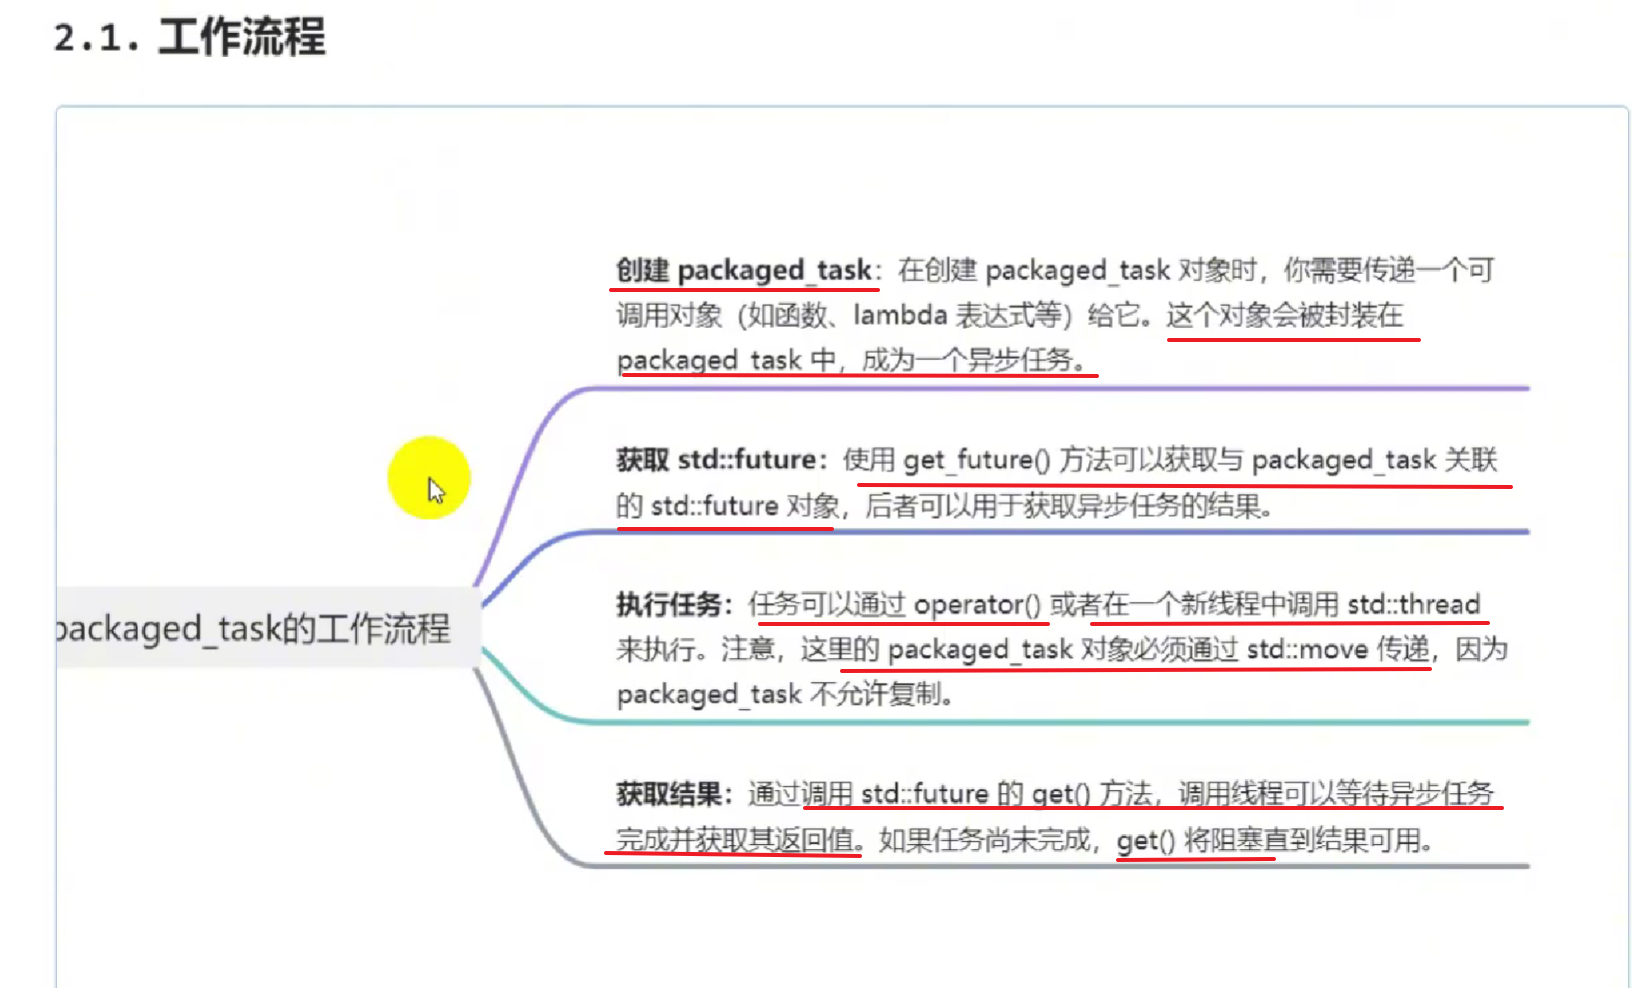 2.1. 工作流程
创建 packaged_task：在创建 packaged_task 对象时，你需要传递一个可
调用对象（如函数、lambda 表达式等）给它。这个对象会被封装在
packaged_task 中，成为一个异步任务。
获取 std::future：使用 get_future() 方法可以获取与 packaged_task 关联
的 std::future 对象，后者可以用于获取异步任务的结果。
packaged_task的工作流程
执行任务：任务可以通过 operator() 或者在一个新线程中调用 std::thread
来执行。注意，这里的 packaged_task 对象必须通过 std::move 传递，因为
packaged_task 不允许复制。
获取结果：通过调用 std::future 的 get() 方法，调用线程可以等待异步任务
完成并获取其返回值。如果任务尚未完成，get() 将阻塞直到结果可用。